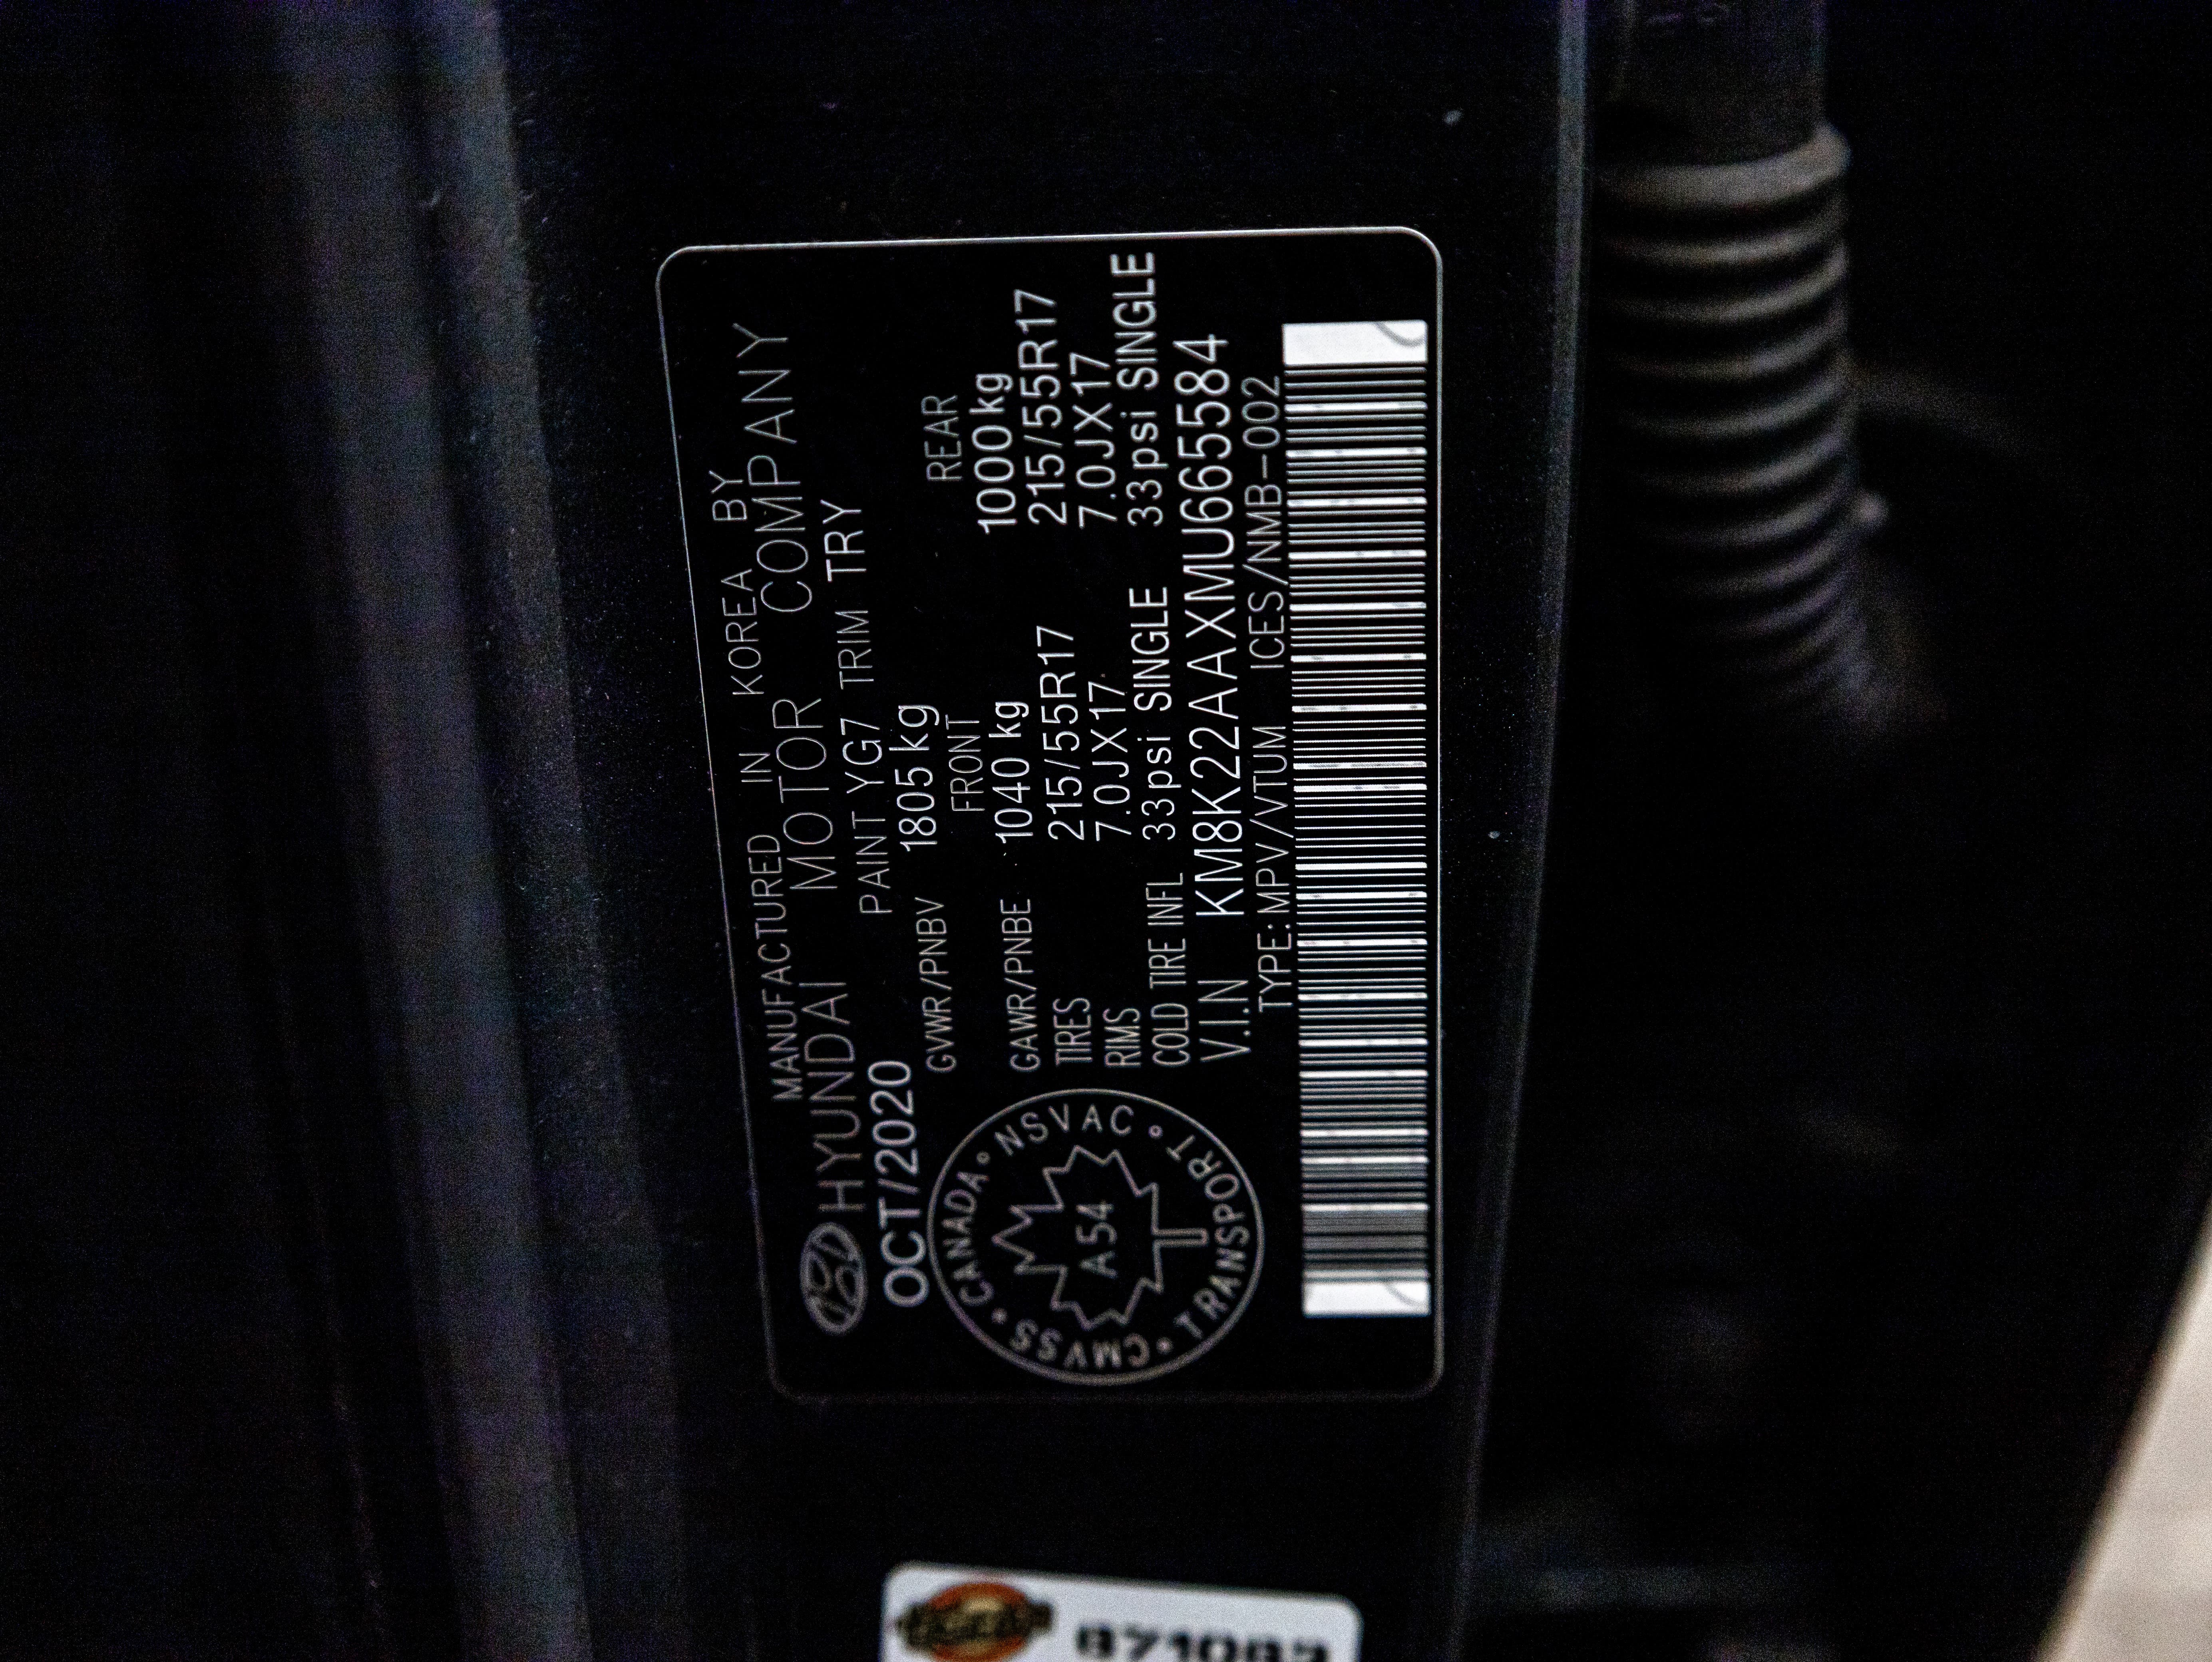 MANUFACTURED IN KOREA BY
HYUNDAI MOTOR COMPANY
OCT/2020 PAINT YG7 TRIM TRY
GVWR/PNBV 1805 kg
FRONT REAR
GAWR/PNBE 1040 kg 1000 kg
TIRES 215/55R17 215/55R17
RIMS 7.0JX17 7.0JX17
COLD TIRE INFL 33psi SINGLE 33psi SINGLE
V.I.N KM8K22AAXMU665584
TYPE: MPV/VTUM ICES/NMB-002
CANADA • NSVAC • TRANSPORT • CMVSS •
A54